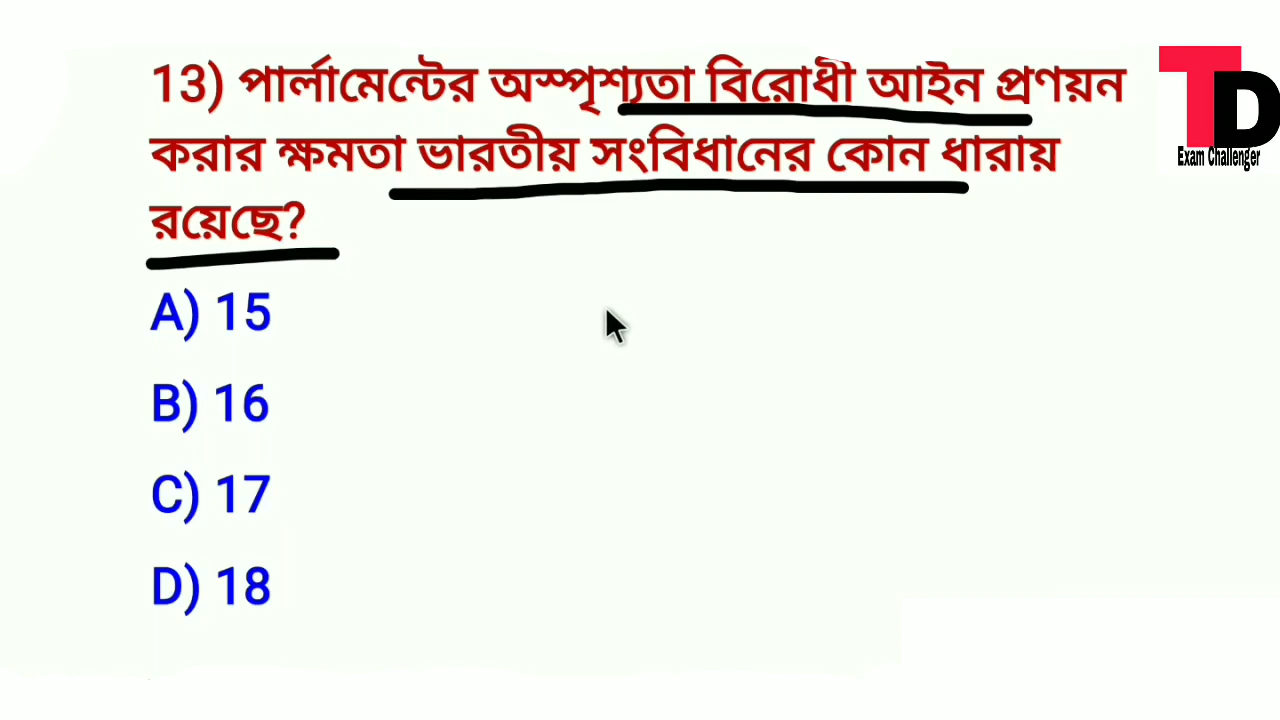 13) পার্লামেন্টের অস্পৃশ্যতা বিরোধী আইন প্রণয়ন
করার ক্ষমতা ভারতীয় সংবিধানের কোন ধারায়
রয়েছে?
A) 15
B) 16
C) 17
D) 18
TD
Exam Challenger